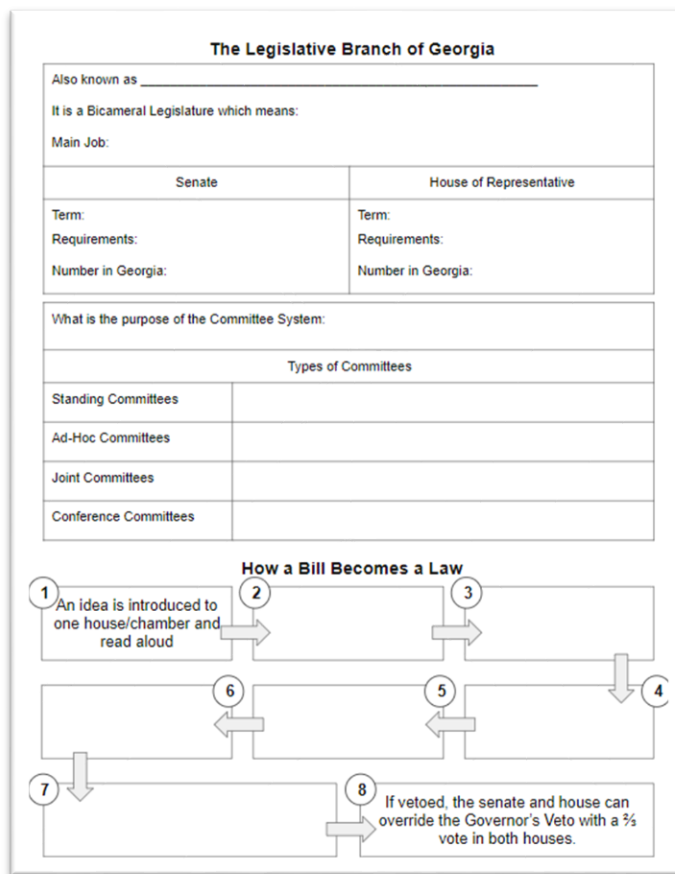 The Legislative Branch of Georgia
Also known as ____________________________________________________
It is a Bicameral Legislature which means:
Main Job:
Senate
House of Representative
Term:
Requirements:
Number in Georgia:
Term:
Requirements:
Number in Georgia:
What is the purpose of the Committee System:
Types of Committees
Standing Committees
Ad-Hoc Committees
Joint Committees
Conference Committees
How a Bill Becomes a Law
1
An idea is introduced to
one house/chamber and
read aloud
2
3
4
5
6
7
8
If vetoed, the senate and house can
override the Governor's Veto with a ⅔
vote in both houses.